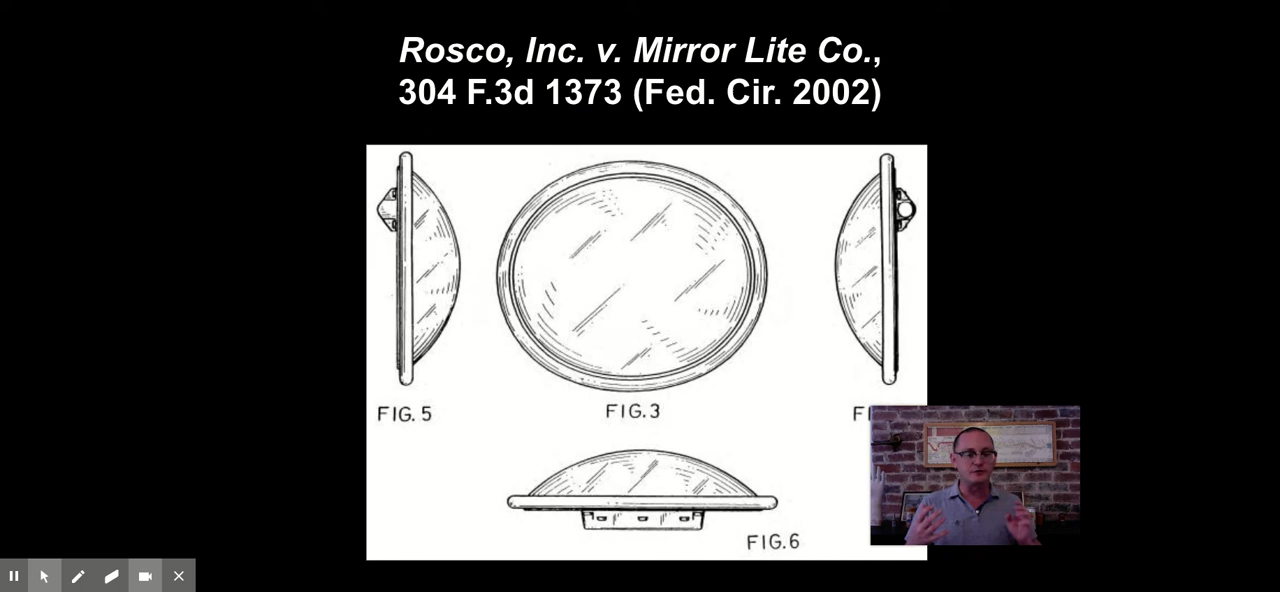 Rosco, Inc. v. Mirror Lite Co.,
304 F.3d 1373 (Fed. Cir. 2002)
FIG. 5
FIG.3
FIG.6